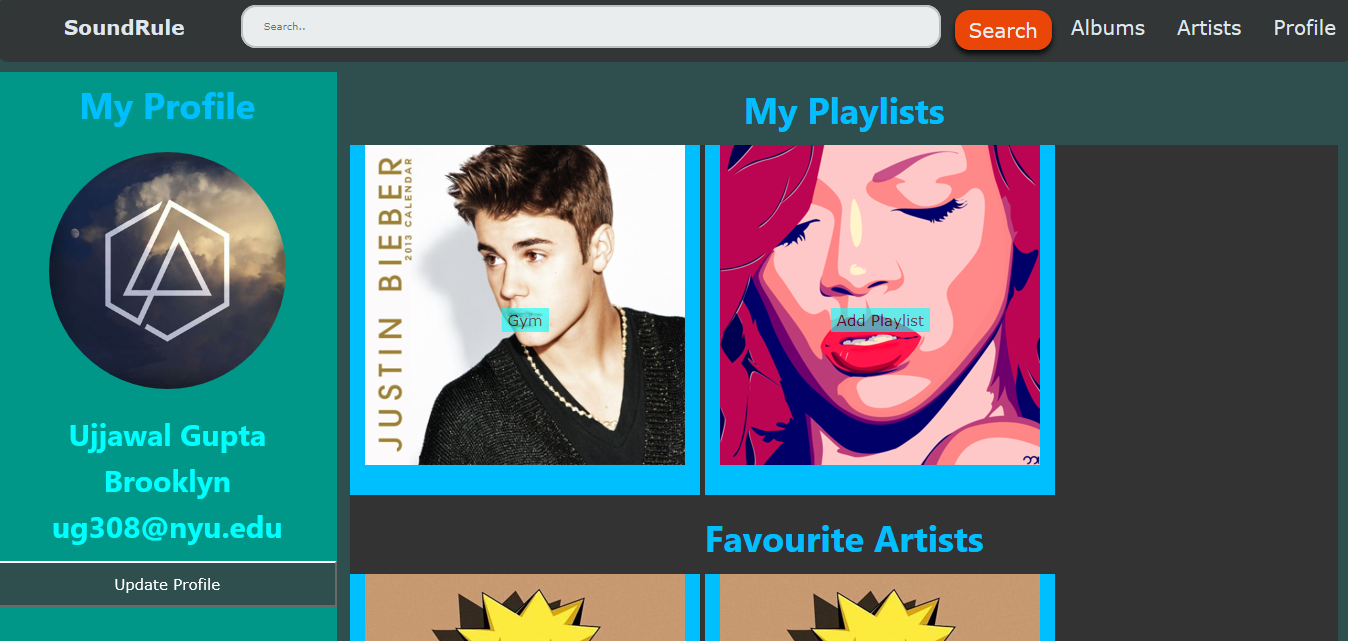 SoundRule
Search..
Search
Albums
Artists
Profile
My Profile
Ujjawal Gupta
Brooklyn
ug308@nyu.edu
Update Profile
My Playlists
JUSTIN BIEBER
2013 CALENDAR
Gym
Add Playlist
Favourite Artists